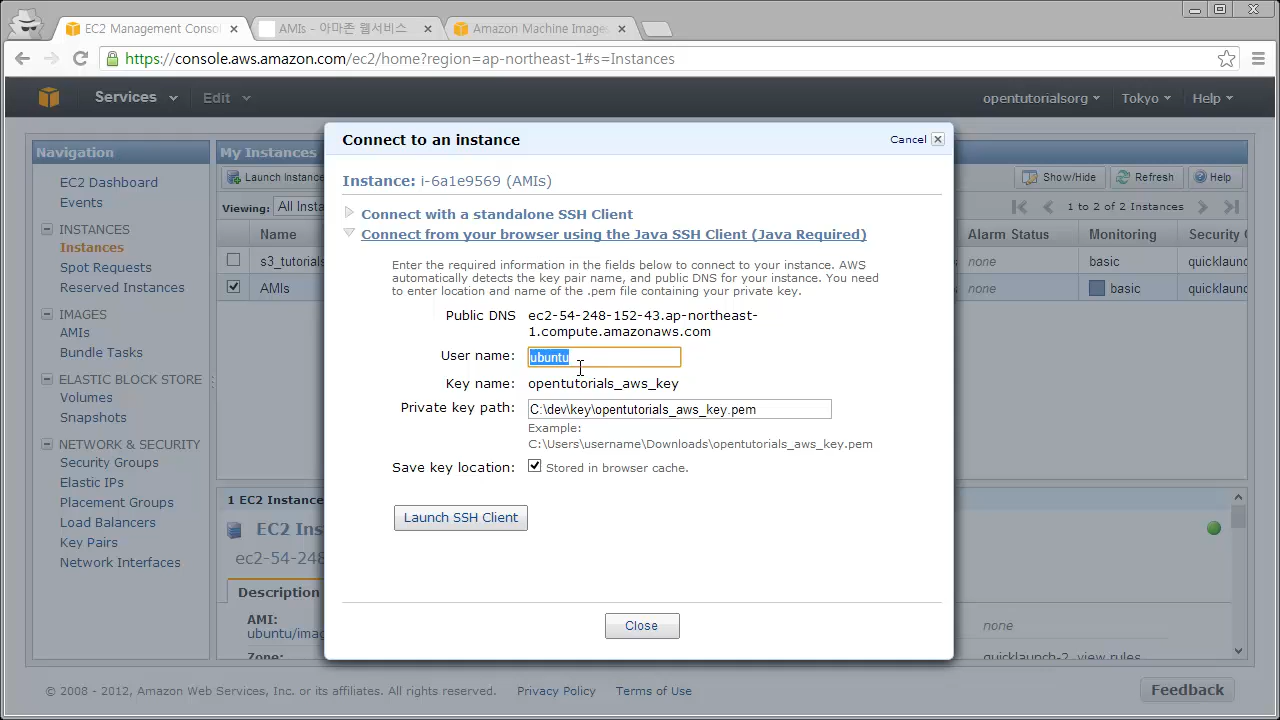 EC2 Management Consol
AMIs - 아마존 웹서비스
Amazon Machine Image
https://console.aws.amazon.com/ec2/home?region=ap-northeast-1#s=Instances
Services
Edit
opentutorialsorg
Tokyo
Help
Navigation
EC2 Dashboard
Events
INSTANCES
Instances
Spot Requests
Reserved Instances
IMAGES
AMIs
Bundle Tasks
ELASTIC BLOCK STORE
Volumes
Snapshots
NETWORK & SECURITY
Security Groups
Elastic IPs
Placement Groups
Load Balancers
Key Pairs
Network Interfaces
My Instances
Launch Instance
Show/Hide
Refresh
Help
Viewing: All Insta
1 to 2 of 2 Instances
Name
Alarm Status
Monitoring
Security G
s3_tutorials
none
basic
quicklaunc
AMIs
none
basic
quicklaunc
Connect to an instance
Cancel
Instance: i-6a1e9569 (AMIs)
Connect with a standalone SSH Client
Connect from your browser using the Java SSH Client (Java Required)
Enter the required information in the fields below to connect to your instance. AWS
automatically detects the key pair name, and public DNS for your instance. You need
to enter location and name of the .pem file containing your private key.
Public DNS ec2-54-248-152-43.ap-northeast-
1.compute.amazonaws.com
User name: ubuntu
Key name: opentutorials_aws_key
Private key path: C:\dev\key\opentutorials_aws_key.pem
Example:
C:\Users\username\Downloads\opentutorials_aws_key.pem
Save key location: Stored in browser cache.
Launch SSH Client
Close
1 EC2 Instance
EC2 Ins
ec2-54-248
Description
AMI:
ubuntu/imag
none
Zone:
quicklaunch-2. view rules
© 2008 - 2012, Amazon Web Services, Inc. or its affiliates. All rights reserved.
Privacy Policy
Terms of Use
Feedback